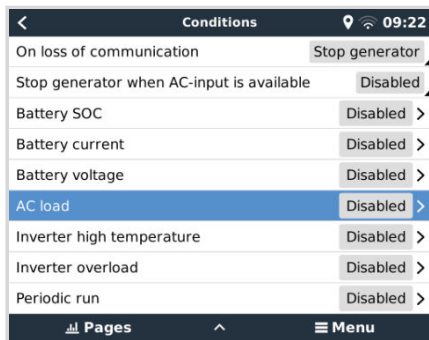 Conditions 09:22
On loss of communication Stop generator
Stop generator when AC-input is available Disabled
Battery SOC Disabled
Battery current Disabled
Battery voltage Disabled
AC load Disabled
Inverter high temperature Disabled
Inverter overload Disabled
Periodic run Disabled
Pages Menu